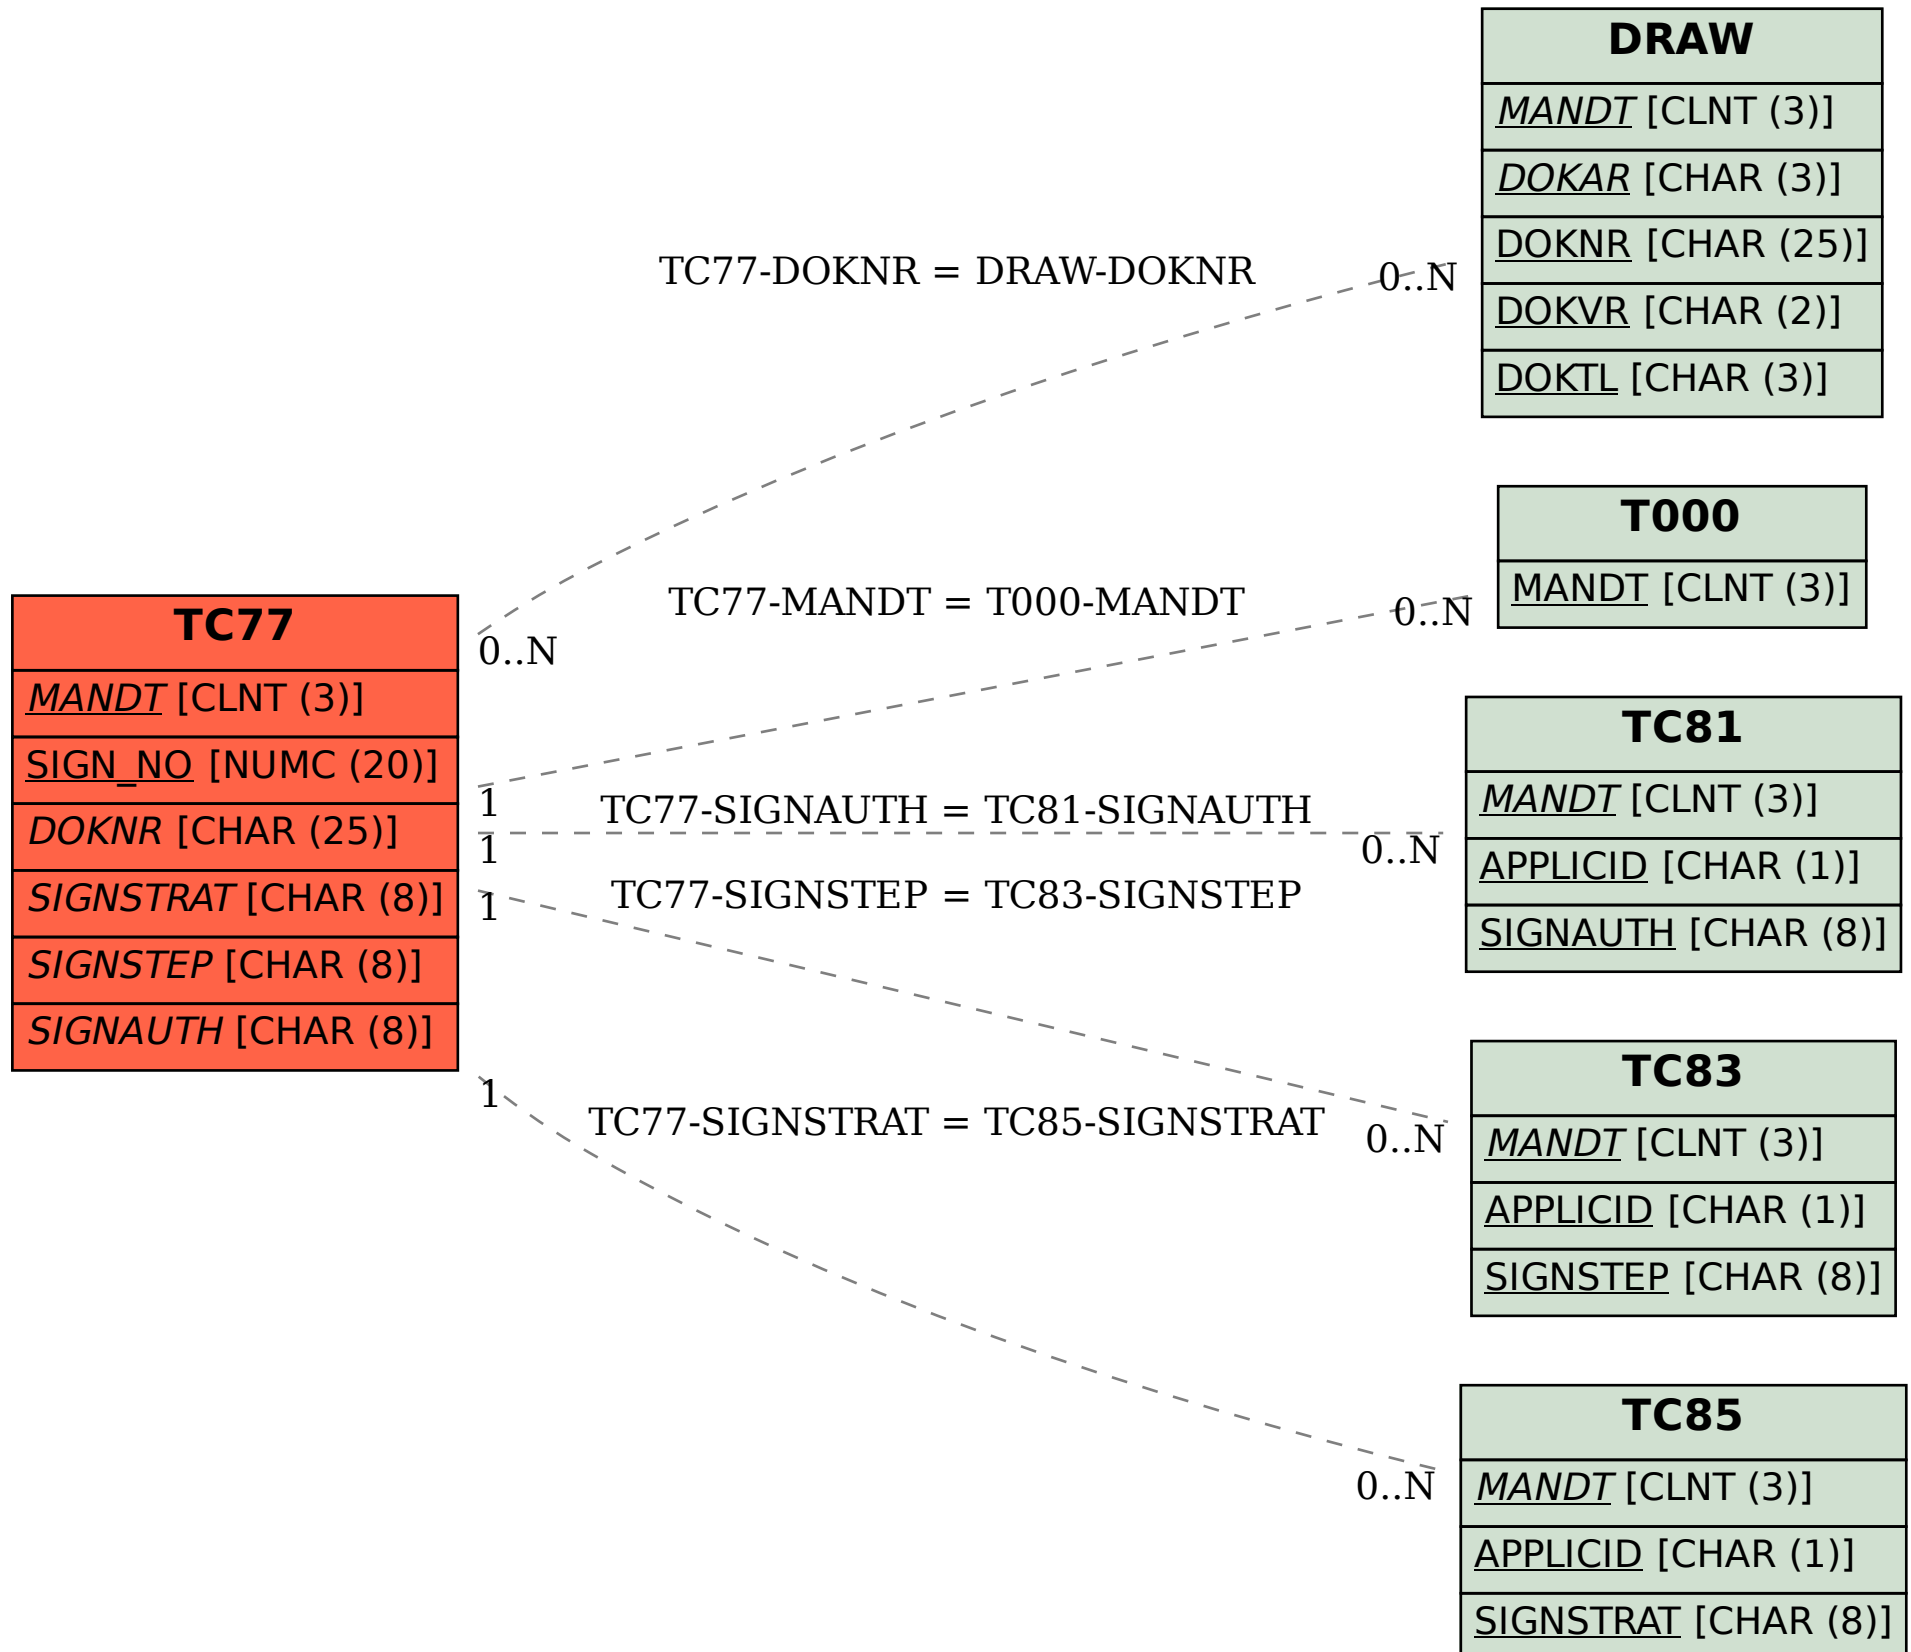 DRAW
MANDT [CLNT (3)]
DOKAR [CHAR (3)]
DOKNR [CHAR (25)]
DOKVR [CHAR (2)]
DOKTL [CHAR (3)]
TC77-DOKNR = DRAW-DOKNR
0..N
0..N
T000
MANDT [CLNT (3)]
TC77-MANDT = T000-MANDT
0..N
1
TC77
MANDT [CLNT (3)]
SIGN_NO [NUMC (20)]
DOKNR [CHAR (25)]
SIGNSTRAT [CHAR (8)]
SIGNSTEP [CHAR (8)]
SIGNAUTH [CHAR (8)]
TC77-SIGNAUTH = TC81-SIGNAUTH
1
0..N
TC81
MANDT [CLNT (3)]
APPLICID [CHAR (1)]
SIGNAUTH [CHAR (8)]
TC77-SIGNSTEP = TC83-SIGNSTEP
1
0..N
TC83
MANDT [CLNT (3)]
APPLICID [CHAR (1)]
SIGNSTEP [CHAR (8)]
1
TC77-SIGNSTRAT = TC85-SIGNSTRAT
0..N
TC85
MANDT [CLNT (3)]
APPLICID [CHAR (1)]
SIGNSTRAT [CHAR (8)]